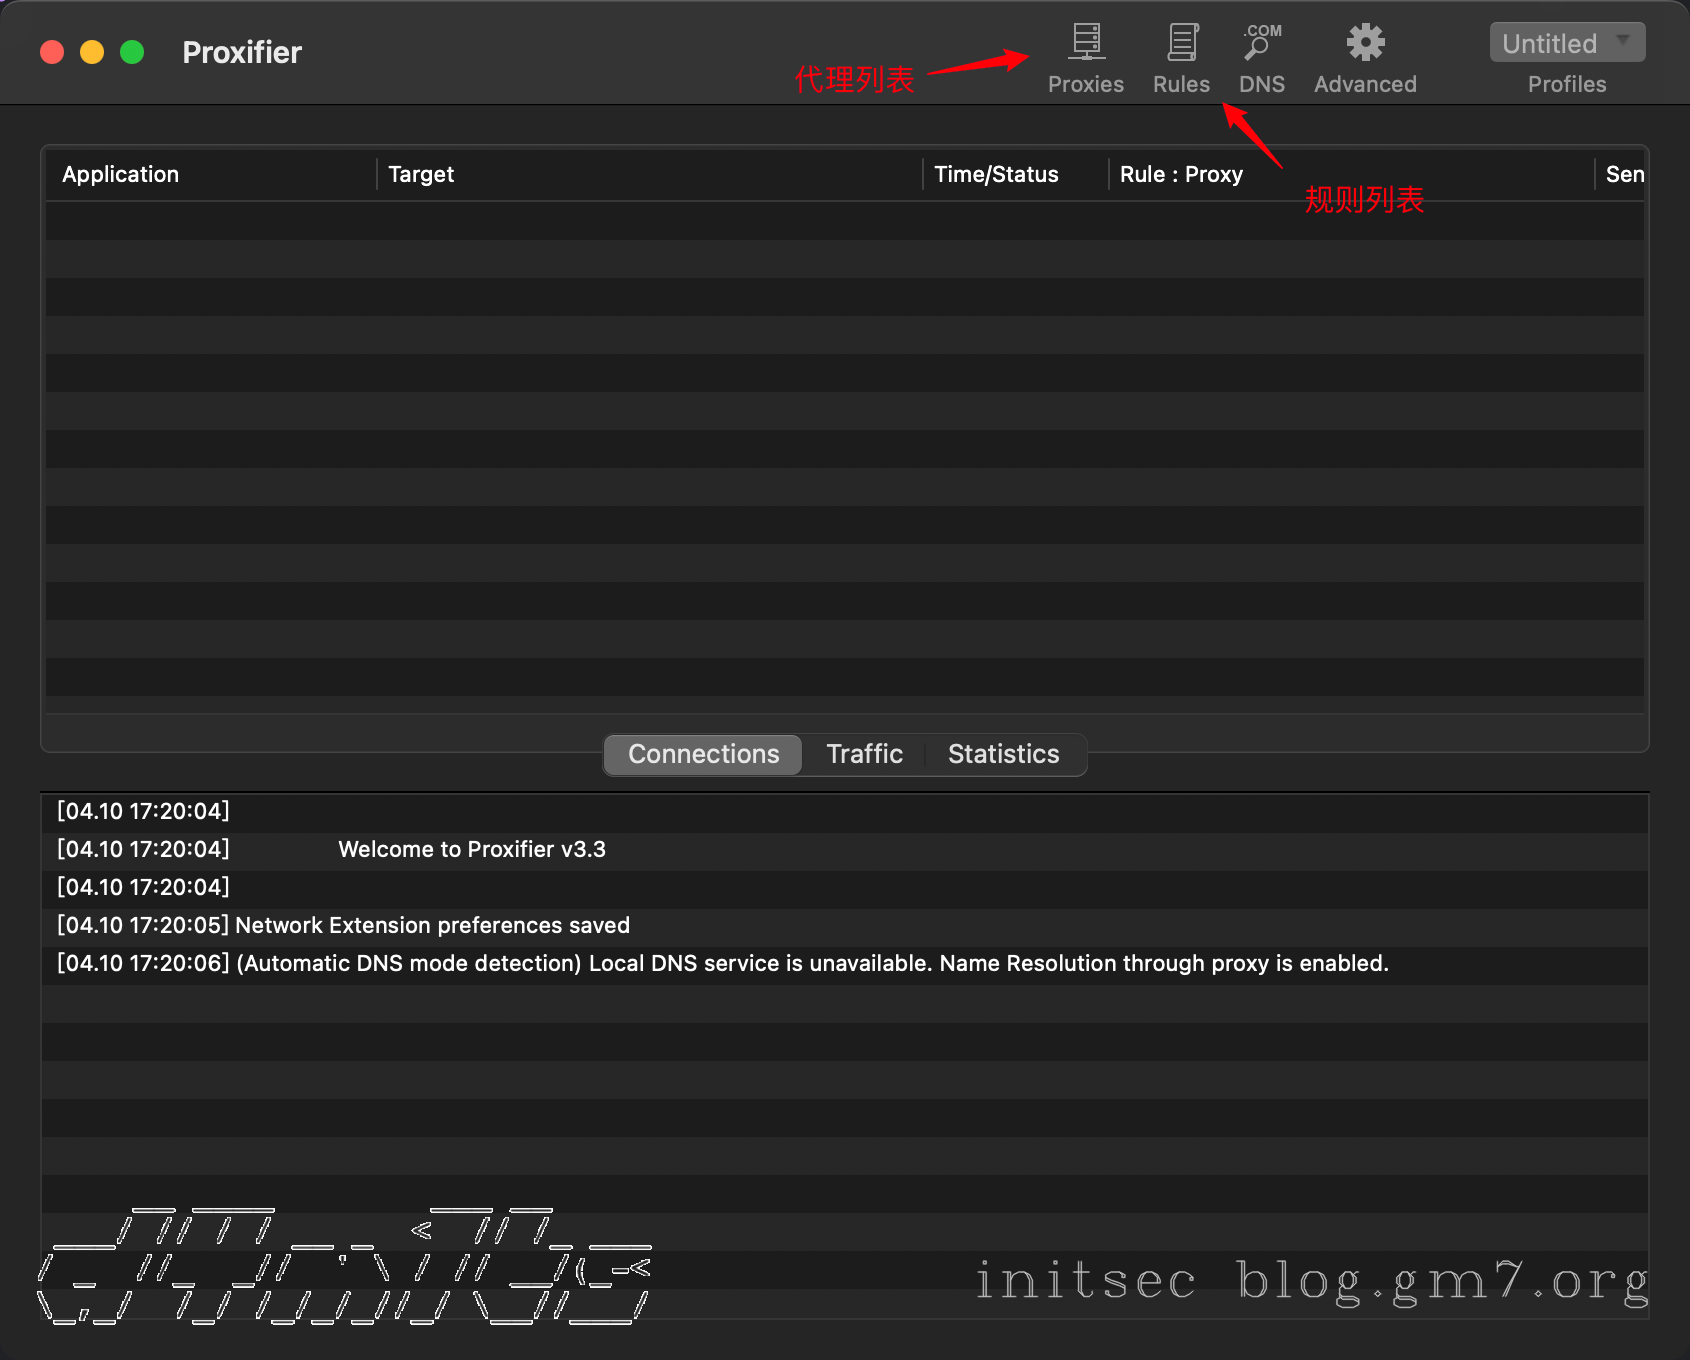 Proxifier
代理列表
Proxies
Rules
.COM
DNS
Advanced
Untitled
Profiles
规则列表
Application
Target
Time/Status
Rule : Proxy
Sen
Connections
Traffic
Statistics
[04.10 17:20:04]
[04.10 17:20:04] Welcome to Proxifier v3.3
[04.10 17:20:04]
[04.10 17:20:05] Network Extension preferences saved
[04.10 17:20:06] (Automatic DNS mode detection) Local DNS service is unavailable. Name Resolution through proxy is enabled.
initsec blog.gm7.org